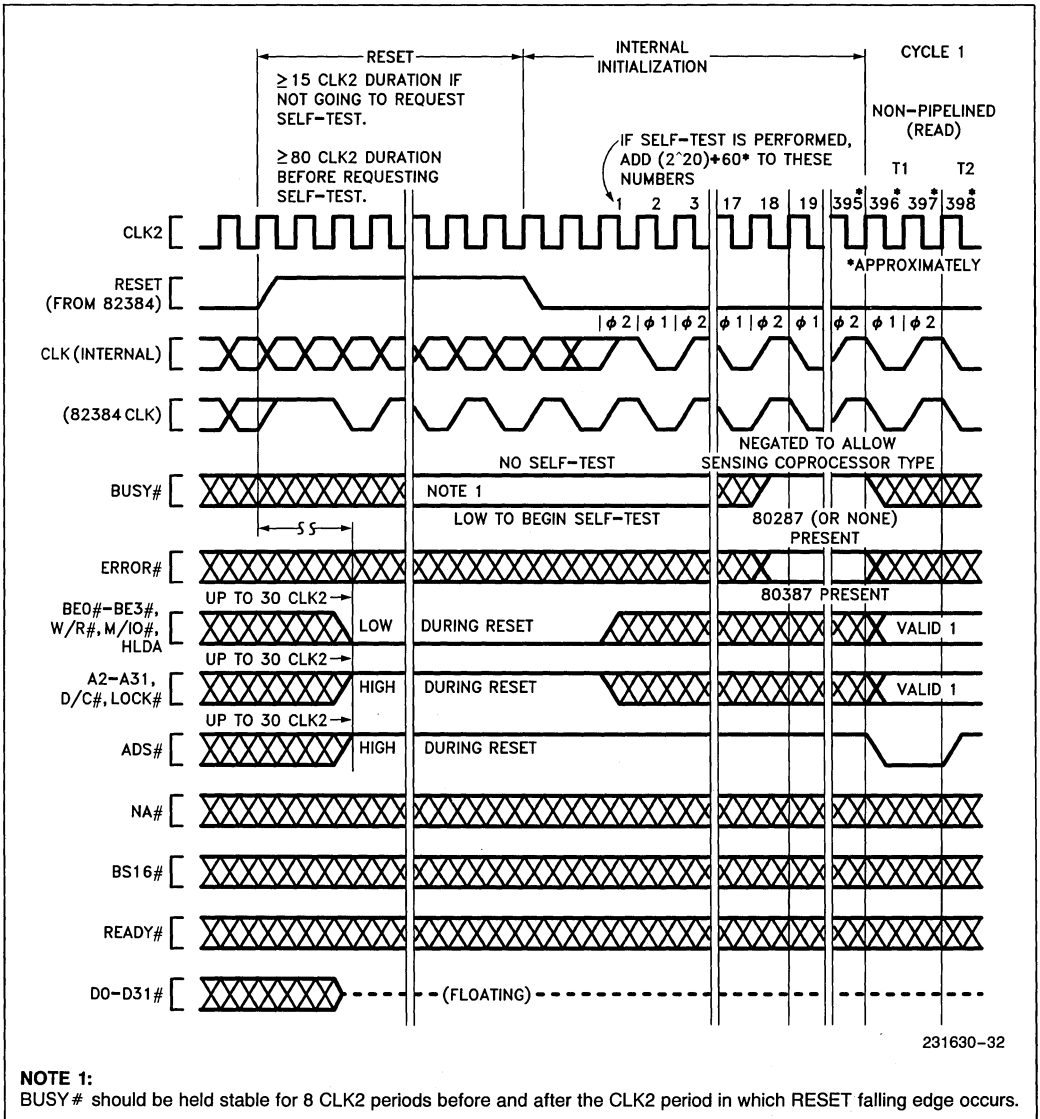 RESET
≥15 CLK2 DURATION IF
NOT GOING TO REQUEST
SELF-TEST.
≥80 CLK2 DURATION
BEFORE REQUESTING
SELF-TEST.
INTERNAL
INITIALIZATION
CYCLE 1
NON-PIPELINED
(READ)
IF SELF-TEST IS PERFORMED,
ADD (2^20)+60* TO THESE
NUMBERS
T1 T2
1 2 3 17 18 19 395* 396* 397* 398*
CLK2
*APPROXIMATELY
RESET
(FROM 82384)
|ϕ2|ϕ1|ϕ2| |ϕ1|ϕ2|ϕ1| |ϕ2|ϕ1|ϕ2|
CLK (INTERNAL)
(82384 CLK)
NO SELF-TEST
NEGATED TO ALLOW
SENSING COPROCESSOR TYPE
BUSY#
NOTE 1
LOW TO BEGIN SELF-TEST
80287 (OR NONE)
PRESENT
ERROR#
80387 PRESENT
UP TO 30 CLK2
BE0#-BE3#,
W/R#, M/IO#,
HLDA
LOW DURING RESET
VALID 1
UP TO 30 CLK2
A2-A31,
D/C#, LOCK#
HIGH DURING RESET
VALID 1
UP TO 30 CLK2
ADS#
HIGH DURING RESET
NA#
BS16#
READY#
D0-D31#
(FLOATING)
231630-32
NOTE 1:
BUSY# should be held stable for 8 CLK2 periods before and after the CLK2 period in which RESET falling edge occurs.